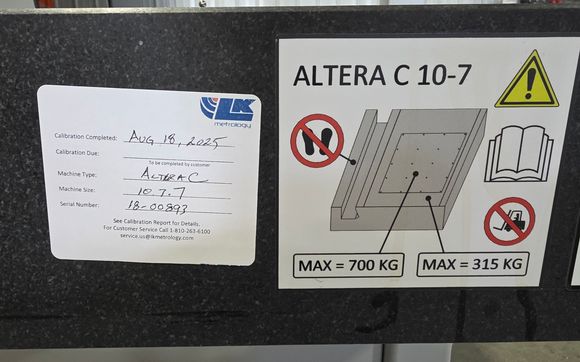 LK
metrology
Calibration Completed: AUG 18, 2025
Calibration Due:
To be completed by customer
Machine Type: ALTERA C
Machine Size: 10.7.7
Serial Number: 18-00893
See Calibration Report for Details.
For Customer Service Call 1-810-263-6100
service.us@lkmetrology.com
ALTERA C 10-7
MAX = 700 KG
MAX = 315 KG